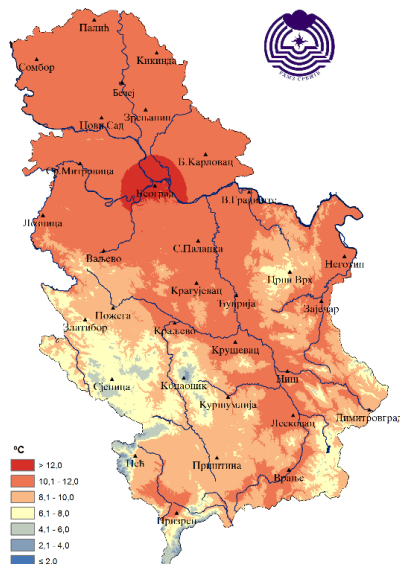 Палић
Сомбор
Кикинда
Бечеј
Зрењанин
Нови Сад
Б.Карловац
Ср.Митровица
Београд
В.Градиште
Лозница
С.Паланка
Ваљево
Неготин
Црни Врх
Крагујевац
Ћуприја
Зајечар
Пожега
Златибор
Краљево
Крушевац
Сјеница
Копаоник
Ниш
Куршумлија
Димитровград
Лесковац
Пећ
Приштина
Врање
Призрен
РХМЗ СРБИЈЕ
°C
> 12,0
10,1 - 12,0
8,1 - 10,0
6,1 - 8,0
4,1 - 6,0
2,1 - 4,0
≤ 2,0